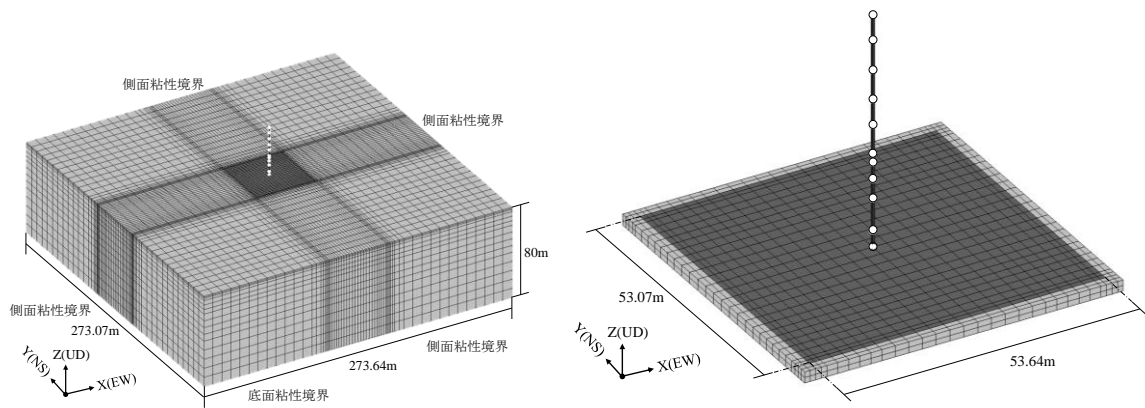 側面粘性境界
側面粘性境界
80m
側面粘性境界
273.07m
側面粘性境界
273.64m
Y(NS)
Z(UD)
X(EW)
底面粘性境界
53.07m
53.64m
Y(NS)
Z(UD)
X(EW)